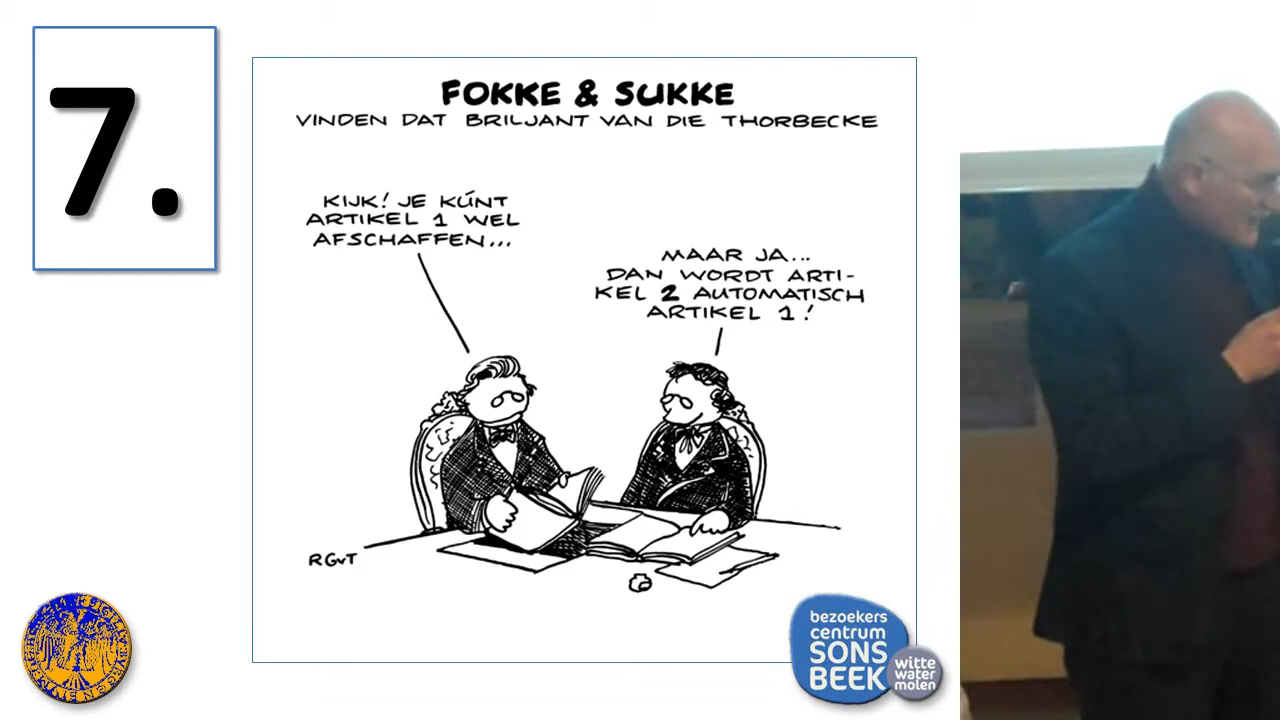 7.
FOKKE & SUKKE
VINDEN DAT BRILJANT VAN DIE THORBECKE
KIJK! JE KÚNT
ARTIKEL 1 WEL
AFSCHAFFEN...
MAAR JA...
DAN WORDT ARTI-
KEL 2 AUTOMATISCH
ARTIKEL 1!
RGvT
bezoekers
centrum
SONS
BEEK
witte
water
molen